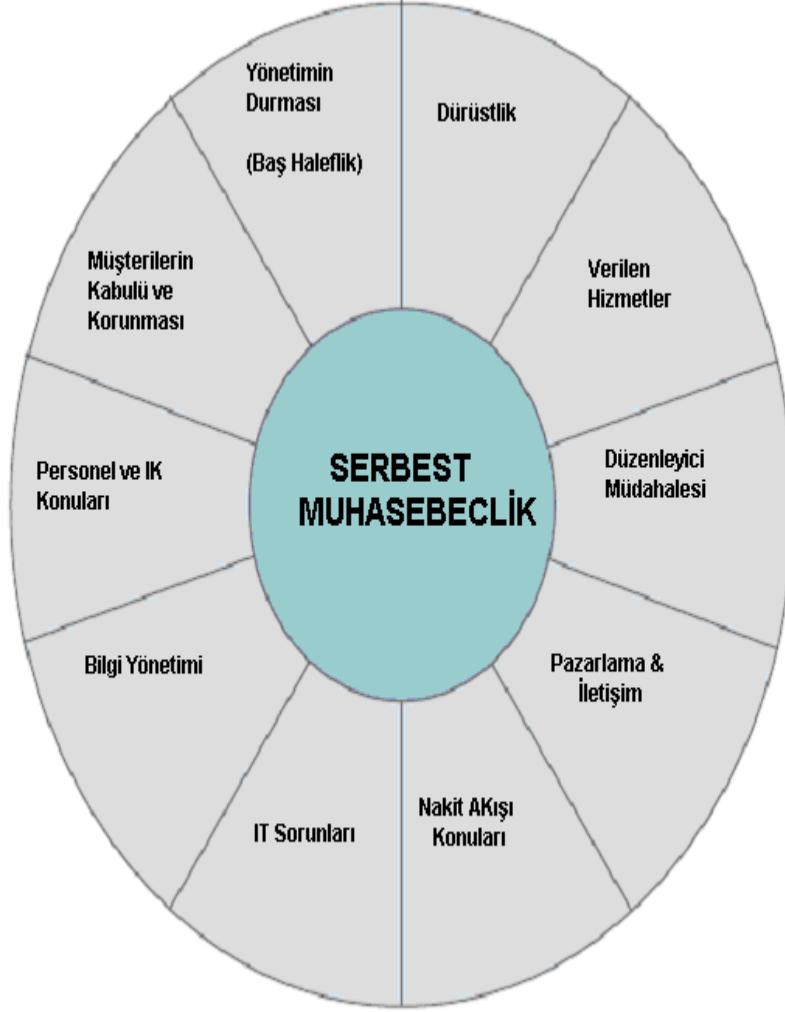 Yönetimin
Durması
(Baş Haleflik)
Dürüstlik
Verilen
Hizmetler
Düzenleyici
Müdahalesi
Pazarlama &
İletişim
Nakit AKışı
Konuları
IT Sorunları
Bilgi Yönetimi
Personel ve IK
Konuları
Müşterilerin
Kabulü ve
Korunması
SERBEST
MUHASEBECLİK